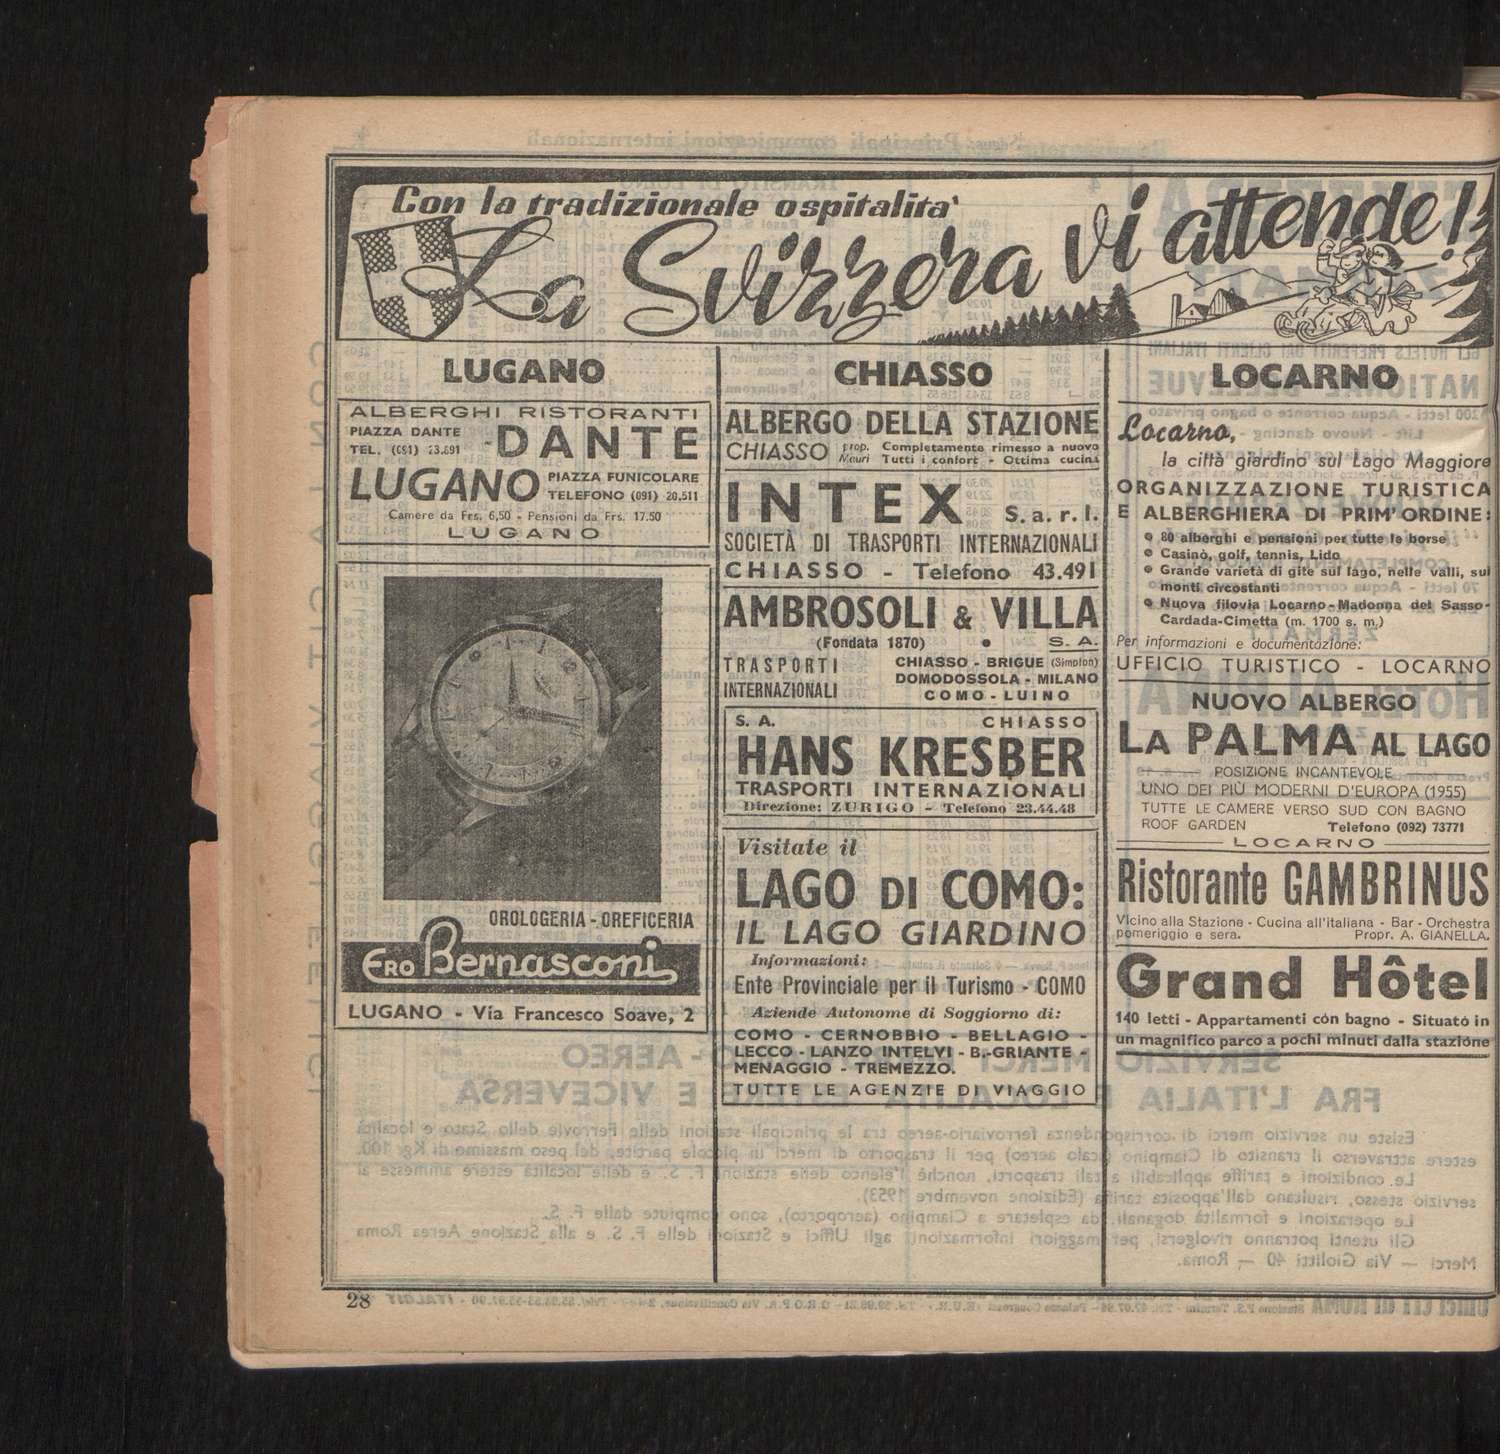 Con la tradizionale ospitalita'
La Svizzera vi attende!
LUGANO
ALBERGHI RISTORANTI
PIAZZA DANTE
TEL. (091) 23.891
-DANTE
LUGANO PIAZZA FUNICOLARE
TELEFONO (091) 20,511
Camere da Frs. 6,50 - Pensioni da Frs. 17.50
LUGANO
OROLOGERIA - OREFICERIA
ERO Bernasconi
LUGANO - Via Francesco Soave, 2
CHIASSO
ALBERGO DELLA STAZIONE
CHIASSO prop. Mauri
Completamente rimesso a nuovo
Tutti i confort - Ottima cucina
INTEX S.a.r.l.
SOCIETÀ DI TRASPORTI INTERNAZIONALI
CHIASSO - Telefono 43.491
AMBROSOLI & VILLA
(Fondata 1870) • S. A.
TRASPORTI
INTERNAZIONALI
CHIASSO - BRIGUE (Simplon)
DOMODOSSOLA - MILANO
COMO - LUINO
S. A. CHIASSO
HANS KRESBER
TRASPORTI INTERNAZIONALI
Direzione: ZURIGO - Telefono 23.44.48
Visitate il
LAGO DI COMO:
IL LAGO GIARDINO
Informazioni:
Ente Provinciale per il Turismo - COMO
Aziende Autonome di Soggiorno di:
COMO - CERNOBBIO - BELLAGIO -
LECCO - LANZO INTELVI - B.-GRIANTE -
MENAGGIO - TREMEZZO.
TUTTE LE AGENZIE DI VIAGGIO
LOCARNO
Locarno,
la città giardino sul Lago Maggiore
ORGANIZZAZIONE TURISTICA
E ALBERGHIERA DI PRIM'ORDINE:
● 80 alberghi e pensioni per tutte le borse
● Casinò, golf, tennis, Lido
● Grande varietà di gite sul lago, nelle valli, sui
monti circostanti
● Nuova filovia Locarno-Madonna del Sasso-
Cardada-Cimetta (m. 1700 s. m.)
Per informazioni e documentazione:
UFFICIO TURISTICO - LOCARNO
NUOVO ALBERGO
LA PALMA AL LAGO
POSIZIONE INCANTEVOLE
UNO DEI PIÙ MODERNI D'EUROPA (1955)
TUTTE LE CAMERE VERSO SUD CON BAGNO
ROOF GARDEN Telefono (092) 73771
LOCARNO
Ristorante GAMBRINUS
Vicino alla Stazione - Cucina all'italiana - Bar - Orchestra
pomeriggio e sera. Propr. A. GIANELLA.
Grand Hôtel
140 letti - Appartamenti con bagno - Situato in
un magnifico parco a pochi minuti dalla stazione
28